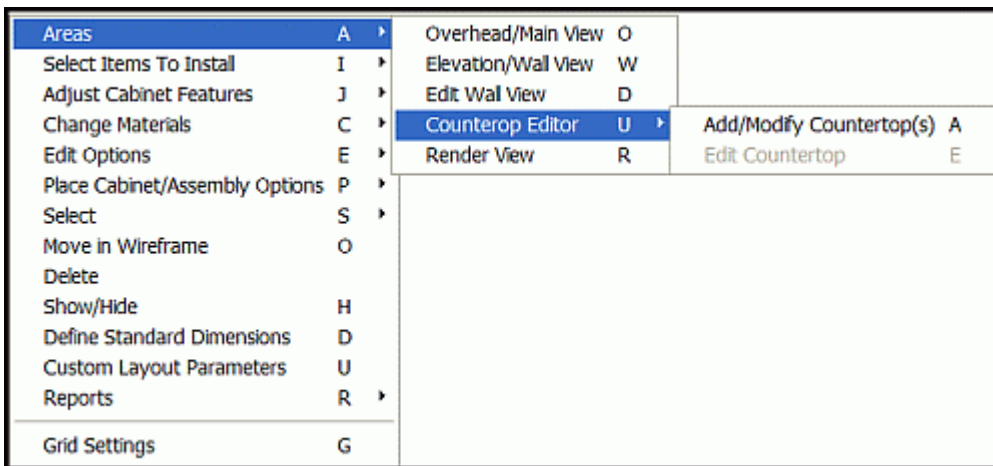 Areas A
Select Items To Install I
Adjust Cabinet Features J
Change Materials C
Edit Options E
Place Cabinet/Assembly Options P
Select S
Move in Wireframe O
Delete
Show/Hide H
Define Standard Dimensions D
Custom Layout Parameters U
Reports R
Grid Settings G
Overhead/Main View O
Elevation/Wall View W
Edit Wall View D
Counterop Editor U
Render View R
Add/Modify Countertop(s) A
Edit Countertop E